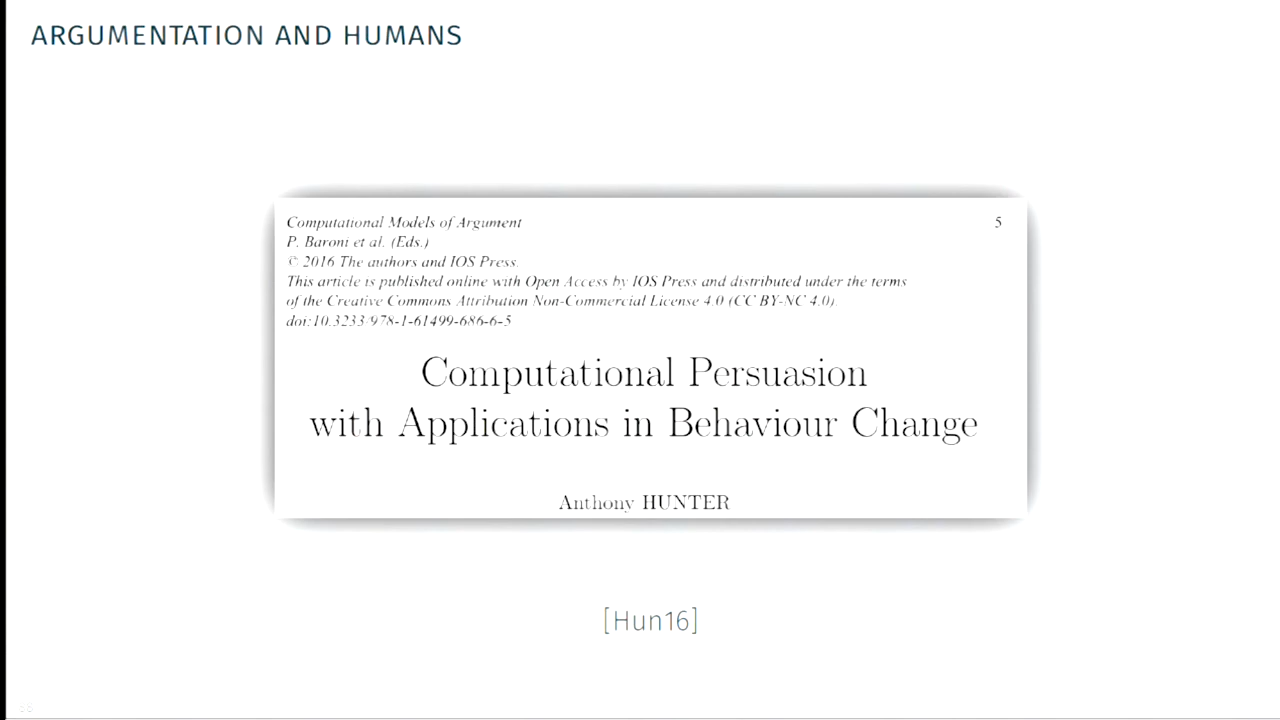 ARGUMENTATION AND HUMANS
Computational Models of Argument 5
P. Baroni et al. (Eds.)
© 2016 The authors and IOS Press.
This article is published online with Open Access by IOS Press and distributed under the terms
of the Creative Commons Attribution Non-Commercial License 4.0 (CC BY-NC 4.0).
doi:10.3233/978-1-61499-686-6-5
Computational Persuasion
with Applications in Behaviour Change
Anthony HUNTER
[Hun16]